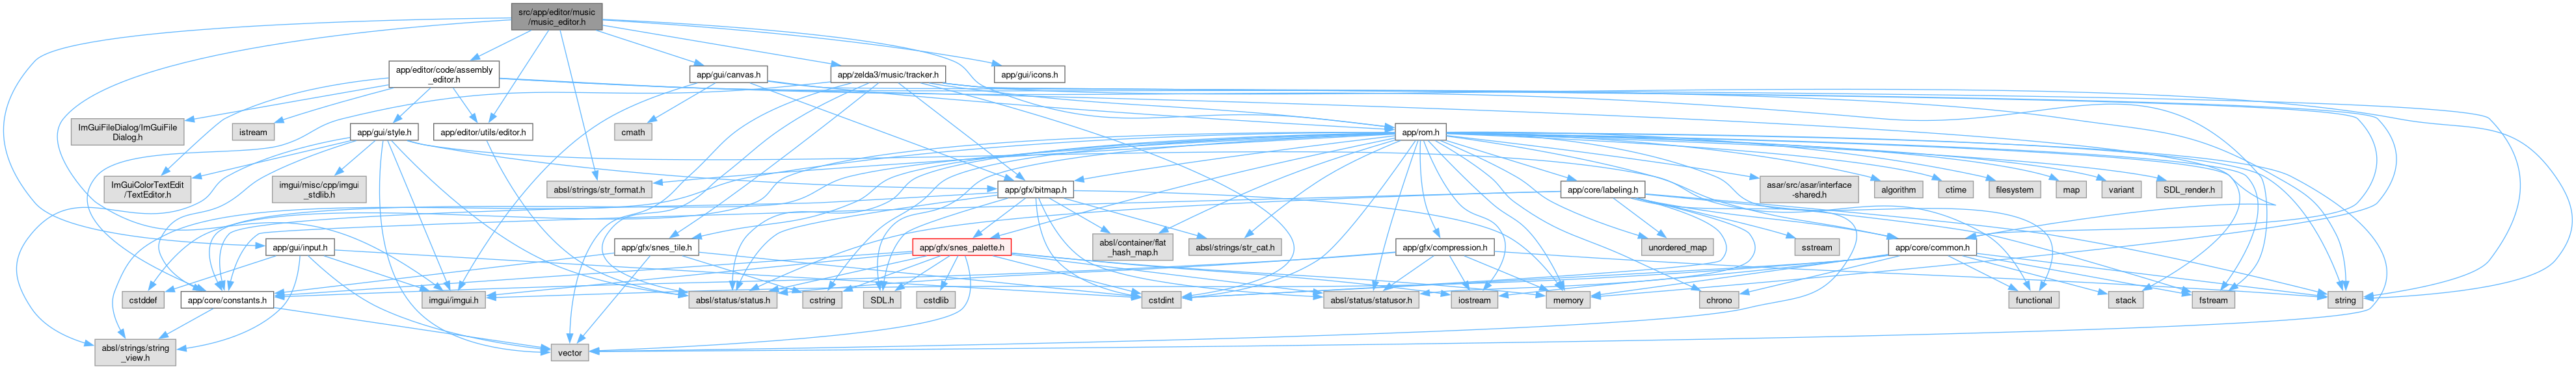 src/app/editor/music
/music_editor.h
app/editor/code/assembly
_editor.h
app/gui/canvas.h
app/zelda3/music/tracker.h
app/gui/icons.h
ImGuiFileDialog/ImGuiFile
Dialog.h
istream
app/gui/style.h
app/editor/utils/editor.h
cmath
app/rom.h
ImGuiColorTextEdit
/TextEditor.h
imgui/misc/cpp/imgui
_stdlib.h
absl/strings/str_format.h
app/gfx/bitmap.h
app/core/labeling.h
asar/src/asar/interface
-shared.h
algorithm
ctime
filesystem
map
variant
SDL_render.h
app/gui/input.h
app/gfx/snes_tile.h
app/gfx/snes_palette.h
absl/container/flat
_hash_map.h
absl/strings/str_cat.h
app/gfx/compression.h
unordered_map
sstream
app/core/common.h
cstddef
app/core/constants.h
imgui/imgui.h
absl/status/status.h
cstring
SDL.h
cstdlib
cstdint
absl/status/statusor.h
iostream
memory
chrono
functional
stack
fstream
string
absl/strings/string
_view.h
vector